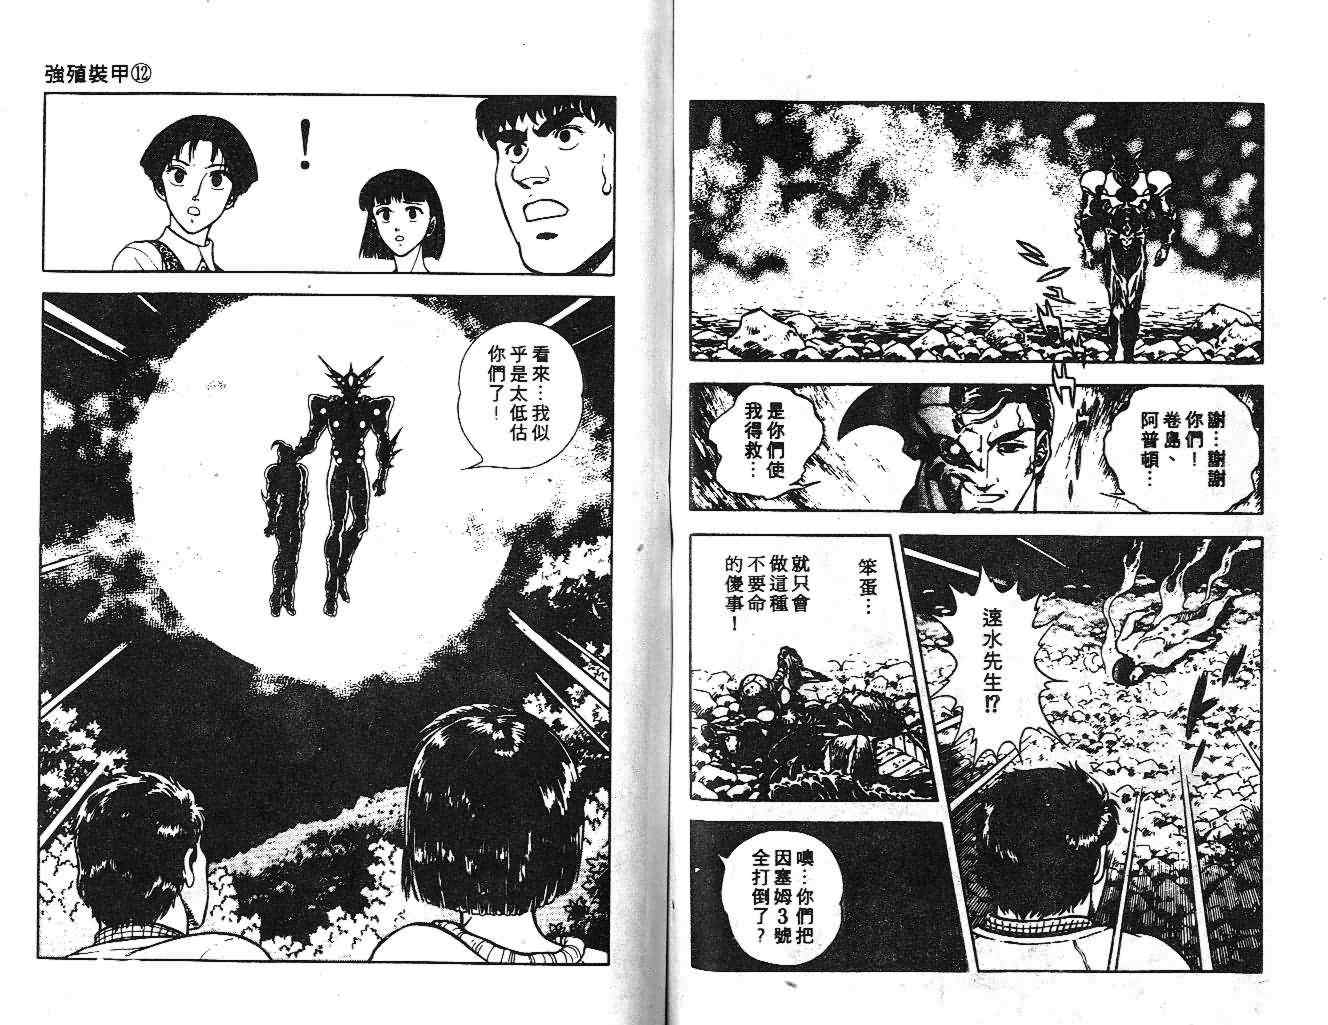 謝…謝謝
你們！
卷島、
阿普頓…
是你們使
我得救…
速水先生!?
笨蛋…
就只會
做這種
不要命
的傻事！
噢…你們把
因塞姆3號
全打倒了？
強殖裝甲⑫
！
看來…我似
乎是太低估
你們了！